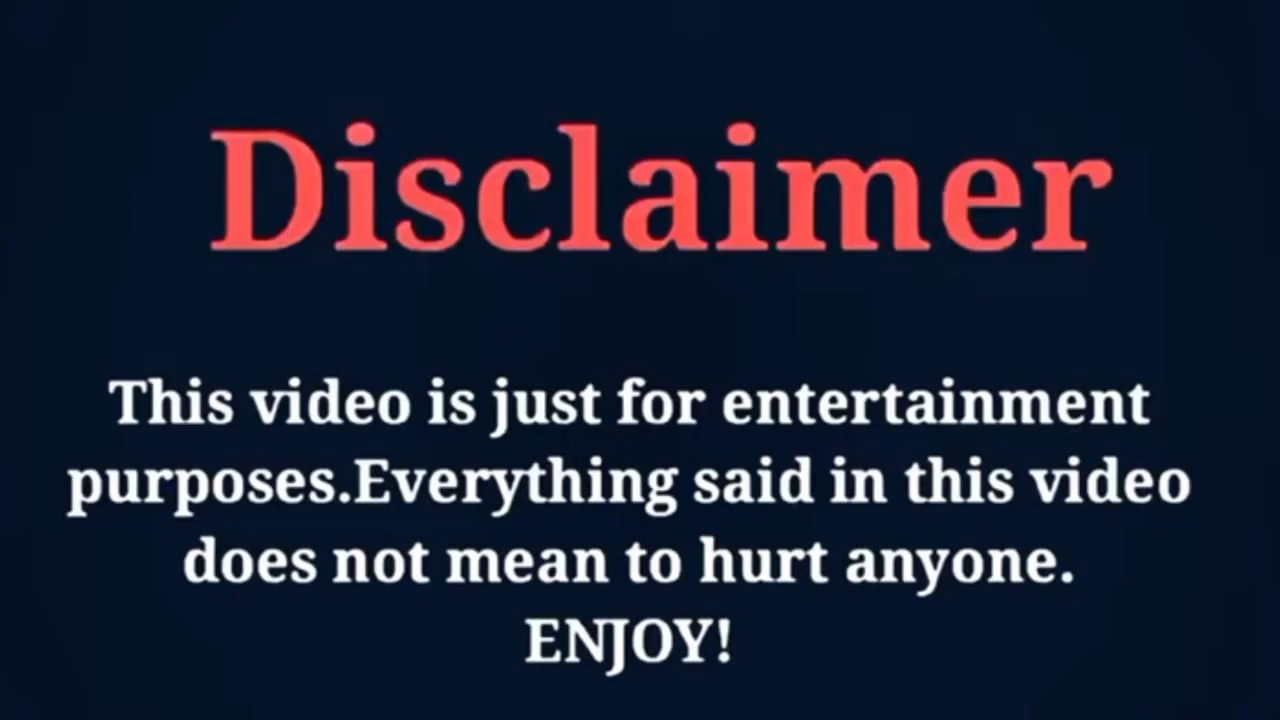 Disclaimer
This video is just for entertainment
purposes.Everything said in this video
does not mean to hurt anyone.
ENJOY!